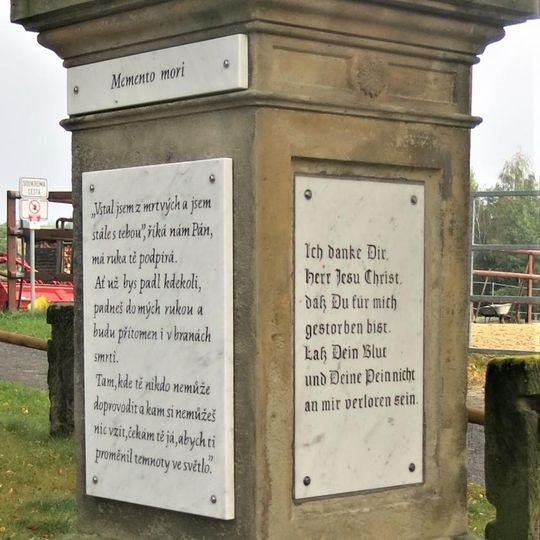 Memento mori
„Vstal jsem z mrtvých a jsem
stále s tebou", říká nám Pán,
má ruka tě podpírá.
Ať už bys padl kdekoli,
padneš do mých rukou a
budu přítomen i v branách
smrti.
Tam, kde tě nikdo nemůže
doprovodit a kam si nemůžeš
nic vzít, čekám tě já, abych ti
proměnil temnoty ve světlo".
Ich danke Dir,
Herr Jesu Christ,
daß Du für mich
gestorben bist.
Laß Dein Blut
und Deine Pein nicht
an mir verloren sein.
SOUKROMÁ
CESTA